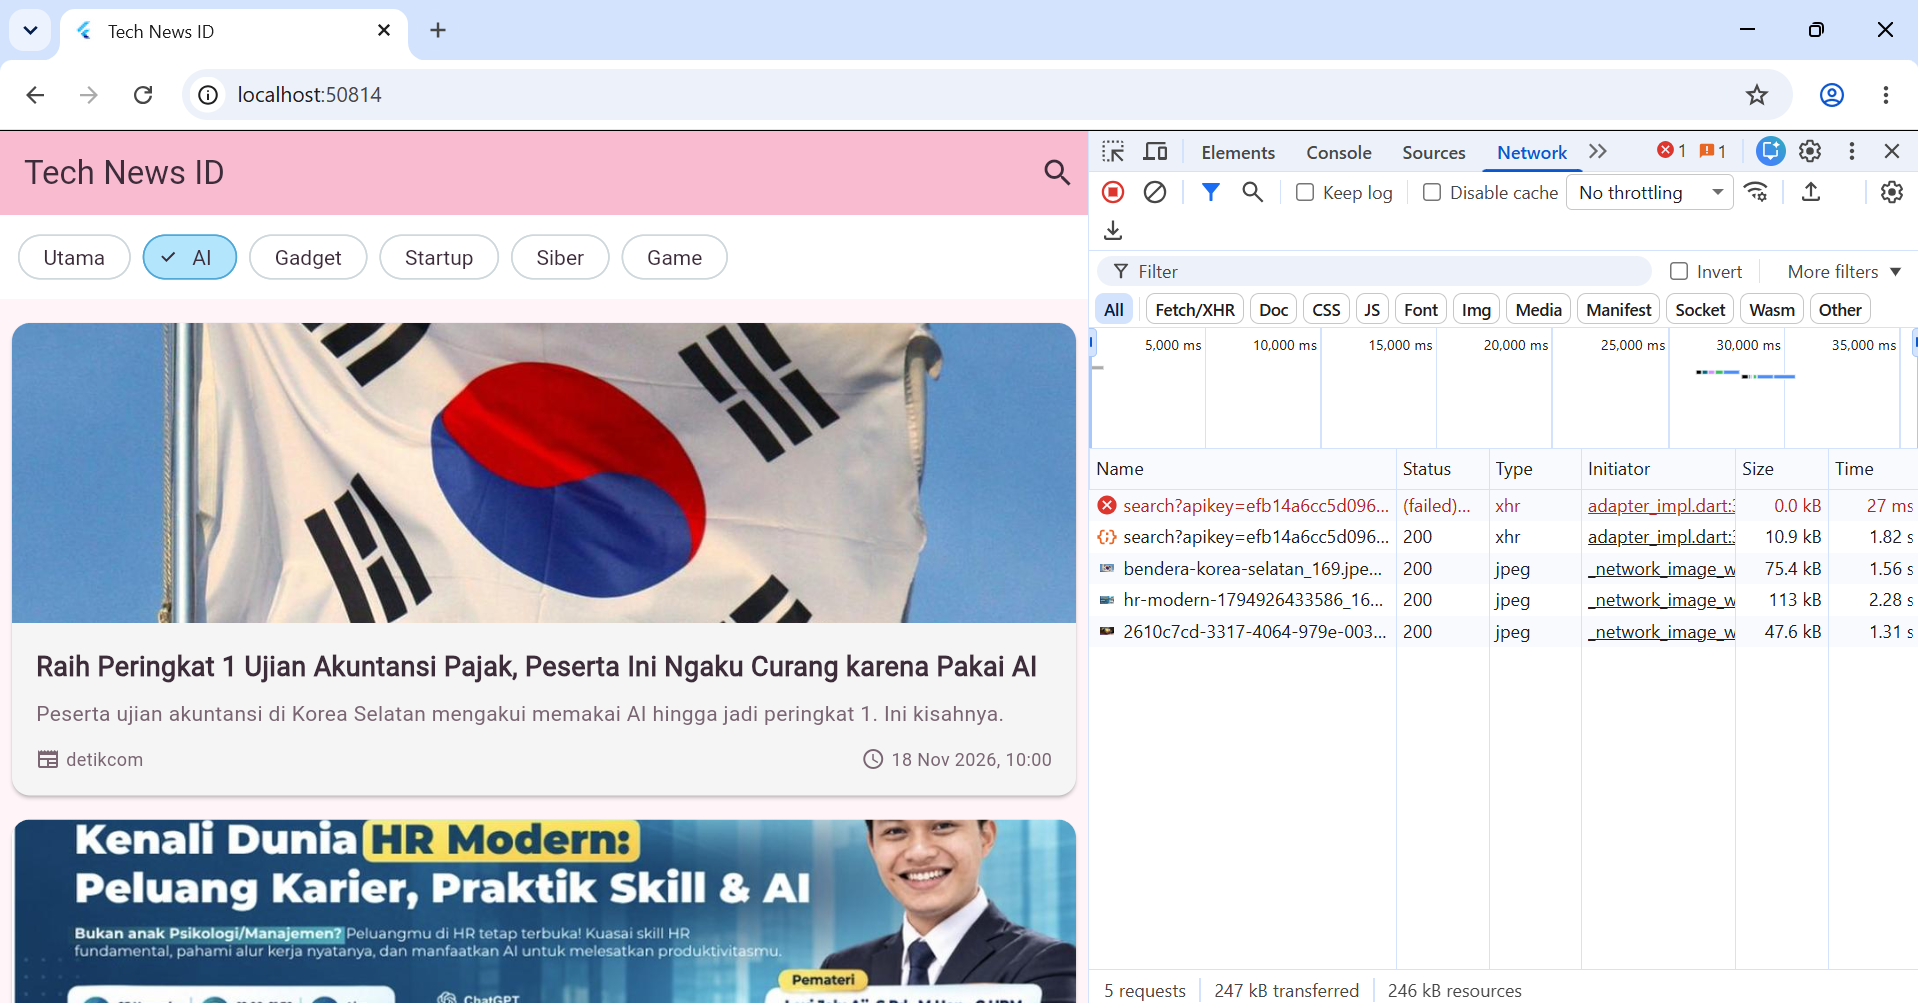 Tech News ID
localhost:50814
Tech News ID
Utama
AI
Gadget
Startup
Siber
Game
Raih Peringkat 1 Ujian Akuntansi Pajak, Peserta Ini Ngaku Curang karena Pakai AI
Peserta ujian akuntansi di Korea Selatan mengakui memakai AI hingga jadi peringkat 1. Ini kisahnya.
detikcom
18 Nov 2026, 10:00
Kenali Dunia HR Modern:
Peluang Karier, Praktik Skill & AI
Bukan anak Psikologi/Manajemen? Peluangmu di HR tetap terbuka! Kuasai skill HR
fundamental, pahami alur kerja nyatanya, dan manfaatkan AI untuk melesatkan produktivitasmu.
Pemateri
ChatGPT
Elements
Console
Sources
Network
1
1
Keep log
Disable cache
No throttling
Filter
Invert
More filters
All
Fetch/XHR
Doc
CSS
JS
Font
Img
Media
Manifest
Socket
Wasm
Other
5,000 ms
10,000 ms
15,000 ms
20,000 ms
25,000 ms
30,000 ms
35,000 ms
Name Status Type Initiator Size Time
search?apikey=efb14a6cc5d096... (failed)... xhr adapter_impl.dart: 0.0 kB 27 ms
search?apikey=efb14a6cc5d096... 200 xhr adapter_impl.dart: 10.9 kB 1.82 s
bendera-korea-selatan_169.jpe... 200 jpeg _network_image_w 75.4 kB 1.56 s
hr-modern-1794926433586_16... 200 jpeg _network_image_w 113 kB 2.28 s
2610c7cd-3317-4064-979e-003... 200 jpeg _network_image_w 47.6 kB 1.31 s
5 requests
247 kB transferred
246 kB resources